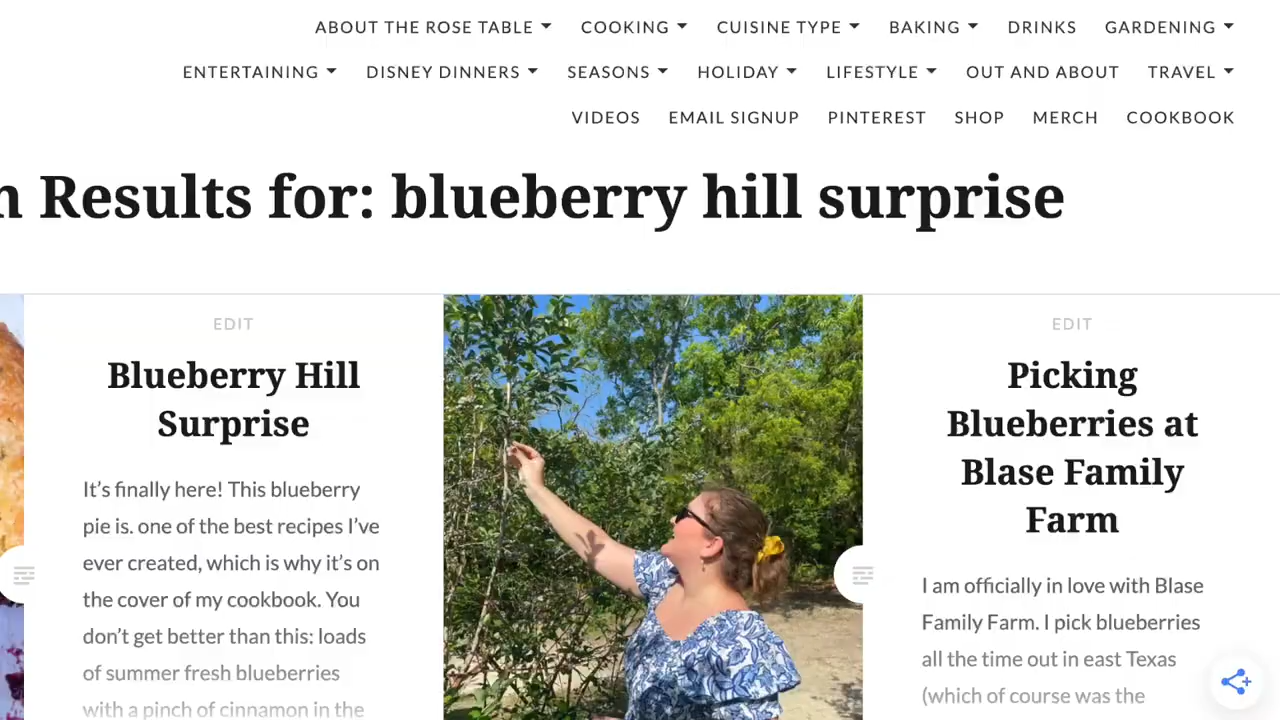 ABOUT THE ROSE TABLE COOKING CUISINE TYPE BAKING DRINKS GARDENING
ENTERTAINING DISNEY DINNERS SEASONS HOLIDAY LIFESTYLE OUT AND ABOUT TRAVEL
VIDEOS EMAIL SIGNUP PINTEREST SHOP MERCH COOKBOOK
Results for: blueberry hill surprise
EDIT
Blueberry Hill
Surprise
It’s finally here! This blueberry
pie is. one of the best recipes I’ve
ever created, which is why it’s on
the cover of my cookbook. You
don’t get better than this: loads
of summer fresh blueberries
with a pinch of cinnamon in the
EDIT
Picking
Blueberries at
Blase Family
Farm
I am officially in love with Blase
Family Farm. I pick blueberries
all the time out in east Texas
(which of course was the